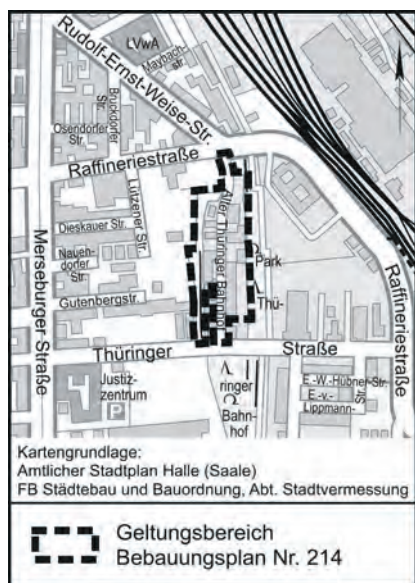 Rudolf-Ernst-Weise-Str.
LVwA
Maybach-
str.
Bruckdorfer
Str.
Osendorfer
Str.
Raffineriestraße
Lützener Str.
Alter Thüringer Bahnhof
Dieskauer Str.
Nauen-
dorfer
Str.
Park
Thü-
Merseburger Straße
Raffineriestraße
Gutenbergstr.
Thüringer Straße
Justiz-
zentrum
P
ringer
Bahn-
hof
E.-W.-Hübner-Str.
E.-v.-
Lippmann-
Str.
Kartengrundlage:
Amtlicher Stadtplan Halle (Saale)
FB Städtebau und Bauordnung, Abt. Stadtvermessung
Geltungsbereich
Bebauungsplan Nr. 214